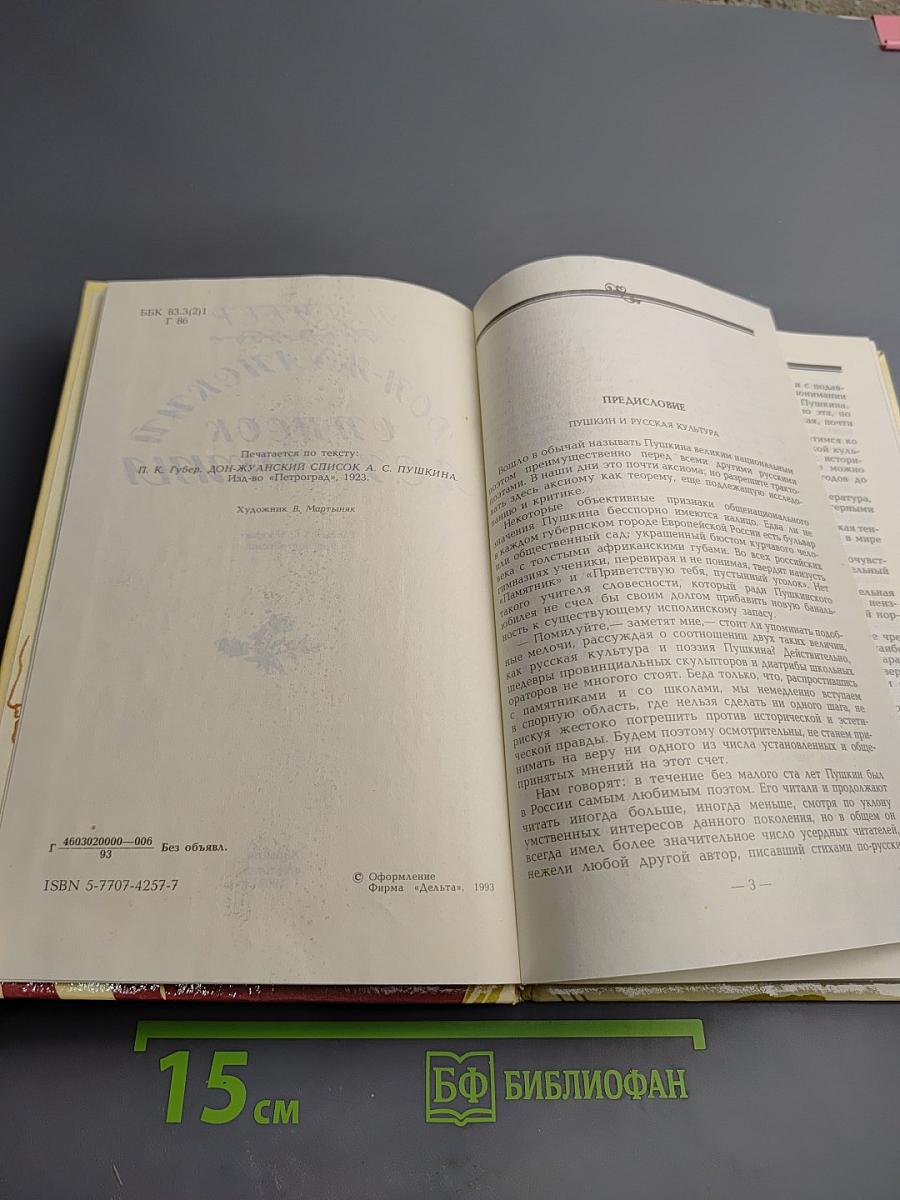 ББК 83.3(2)1
Г 86
Печатается по тексту:
П. К. Губер. ДОН-ЖУАНСКИЙ СПИСОК А. С. ПУШКИНА.
Изд-во «Петроград», 1923.
Художник В. Мартыняк
Г 4603020000—006
93
Без объявл.
ISBN 5-7707-4257-7
© Оформление
Фирма «Дельта», 1993
ПРЕДИСЛОВИЕ
ПУШКИН И РУССКАЯ КУЛЬТУРА
Вошло в обычай называть Пушкина великим национальным
поэтом преимущественно перед всеми другими русскими
поэтами. В наши дни это почти аксиома; но разрешите тракто-
вать здесь аксиому как теорему, еще подлежащую исследо-
ванию и критике.
Некоторые объективные признаки общенационального
значения Пушкина бесспорно имеются налицо. Едва ли не
в каждом губернском городе Европейской России есть бульвар
или общественный сад; украшенный бюстом курчавого чело-
века с толстыми африканскими губами. Во всех российских
гимназиях ученики, перевирая и не понимая, твердят наизусть
«Памятник» и «Приветствую тебя, пустынный уголок». Нет
такого учителя словесности, который ради Пушкинского
юбилея не счел бы своим долгом прибавить новую баналь-
ность к существующему исполинскому запасу.
— Помилуйте,— заметят мне,— стоит ли упоминать подоб-
ные мелочи, рассуждая о соотношении двух таких величин,
как русская культура и поэзия Пушкина? Действительно,
шедевры провинциальных скульпторов и диатрибы школьных
ораторов не многого стоят. Беда только, что, распростившись
с памятниками и со школами, мы немедленно вступаем
в спорную область, где нельзя сделать ни одного шага, не
рискуя жестоко погрешить против исторической и эстети-
ческой правды. Будем поэтому осмотрительны, не станем при-
нимать на веру ни одного из числа установленных и обще-
принятых мнений на этот счет.
Нам говорят: в течение без малого ста лет Пушкин был
в России самым любимым поэтом. Его читали и продолжают
читать иногда больше, иногда меньше, смотря по уклону
умственных интересов данного поколения, но в общем он
всегда имел более значительное число усердных читателей,
нежели любой другой автор, писавший стихами по-русски
— 3 —
15 см
БФ БИБЛИОФАН